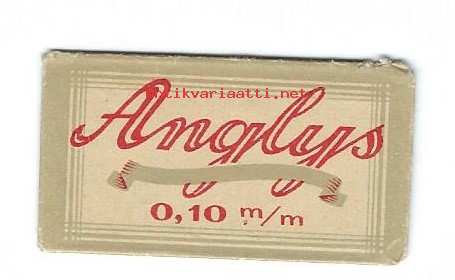 Anglys
antikvariaatti.net
0,10 m/m